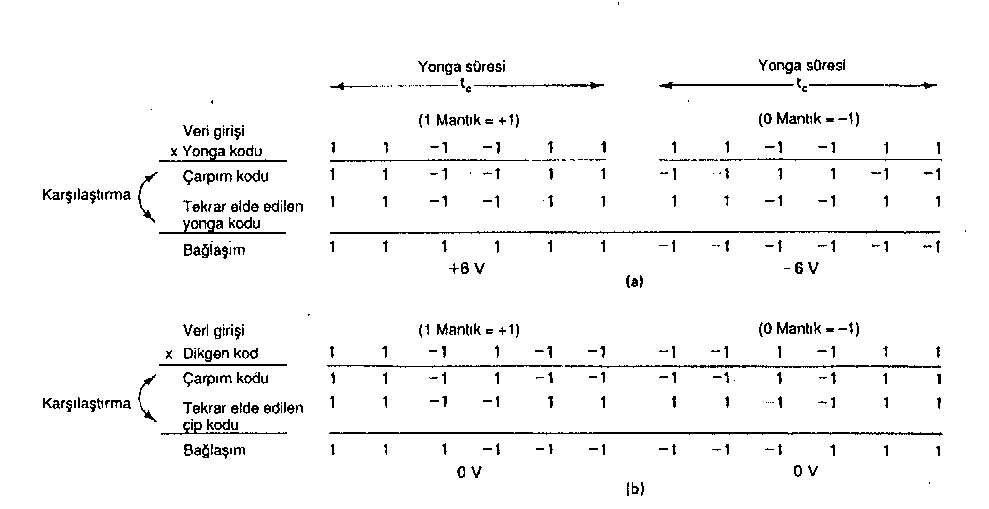 Yonga süresi Yonga süresi
tc tc
Veri girişi (1 Mantık = +1) (0 Mantık = −1)
x Yonga kodu 1 1 −1 −1 1 1 1 1 −1 −1 1 1
Çarpım kodu 1 1 −1 −1 1 1 −1 −1 1 1 −1 −1
Karşılaştırma
Tekrar elde edilen 1 1 −1 −1 1 1 1 1 −1 −1 1 1
yonga kodu
Bağlaşım 1 1 1 1 1 1 −1 −1 −1 −1 −1 −1
+6 V −6 V
(a)
Veri girişi (1 Mantık = +1) (0 Mantık = −1)
x Dikgen kod 1 1 −1 1 −1 −1 −1 −1 1 −1 1 1
Çarpım kodu 1 1 −1 1 −1 −1 −1 −1 1 −1 1 1
Karşılaştırma
Tekrar elde edilen 1 1 −1 −1 1 1 1 1 −1 −1 1 1
çip kodu
Bağlaşım 1 1 1 −1 −1 −1 −1 −1 −1 1 1 1
0 V 0 V
(b)